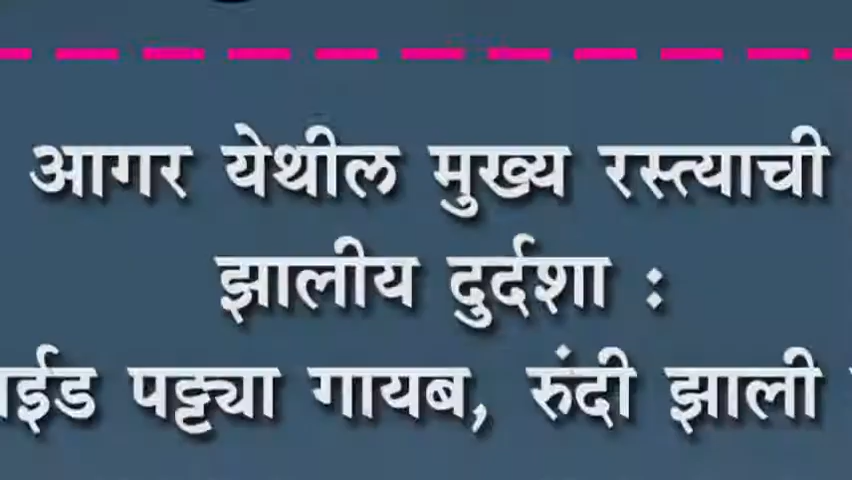 आगर येथील मुख्य रस्त्याची
झालीय दुर्दशा :
पट्ट्या गायब, रुंदी झाली